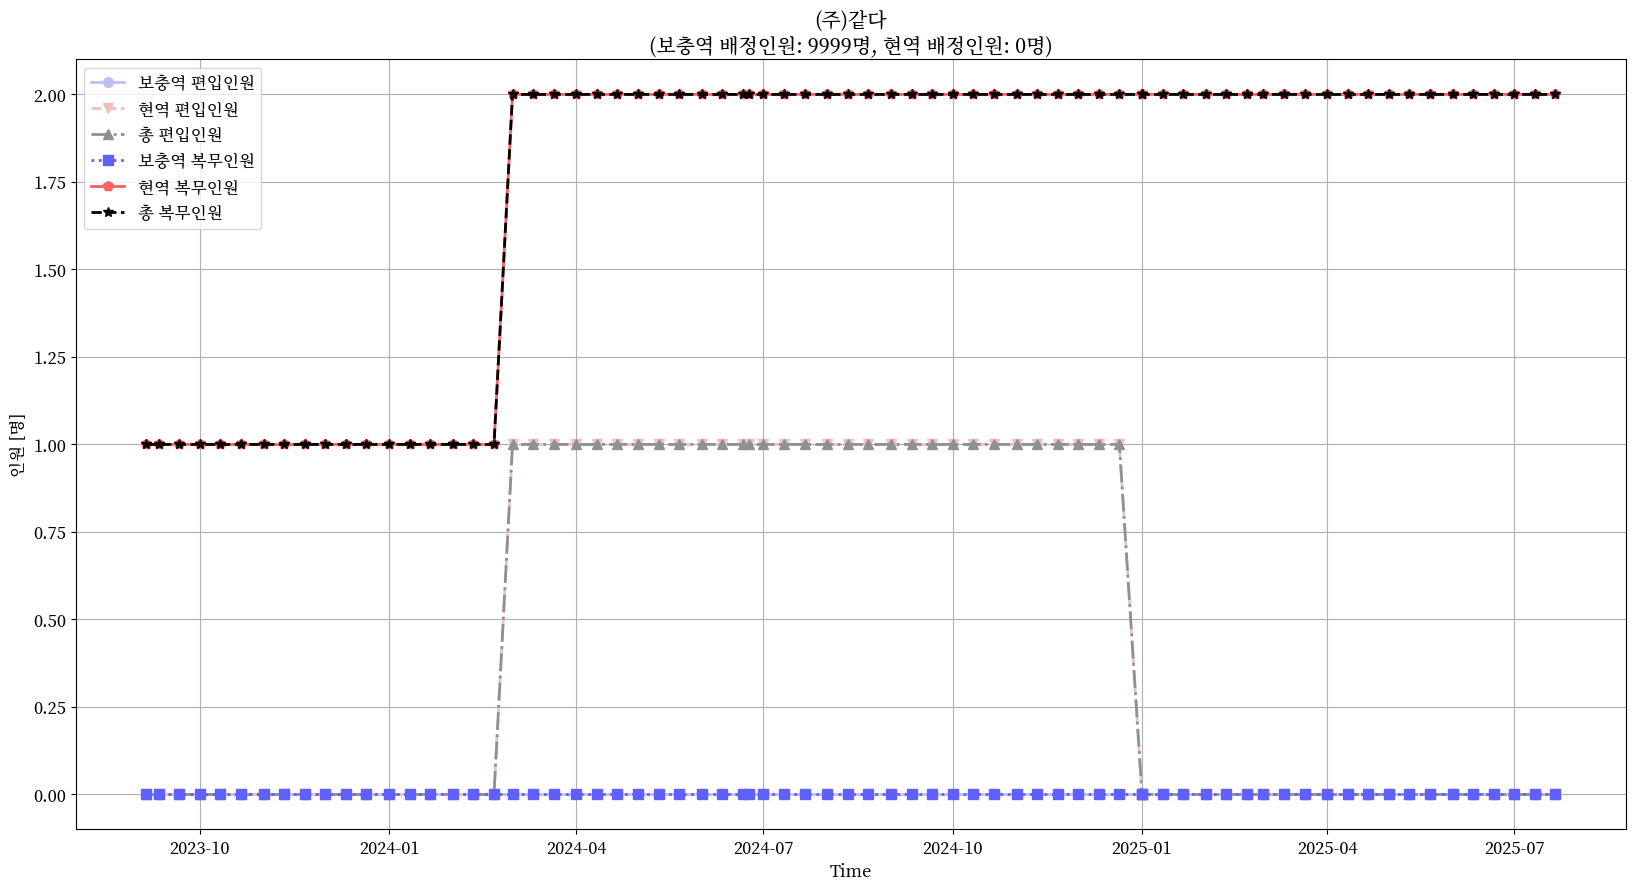 (주)같다
(보충역 배정인원: 9999명, 현역 배정인원: 0명)
보충역 편입인원
현역 편입인원
총 편입인원
보충역 복무인원
현역 복무인원
총 복무인원
2.00
1.75
1.50
1.25
1.00
0.75
0.50
0.25
0.00
인원 [명]
2023-10
2024-01
2024-04
2024-07
2024-10
2025-01
2025-04
2025-07
Time